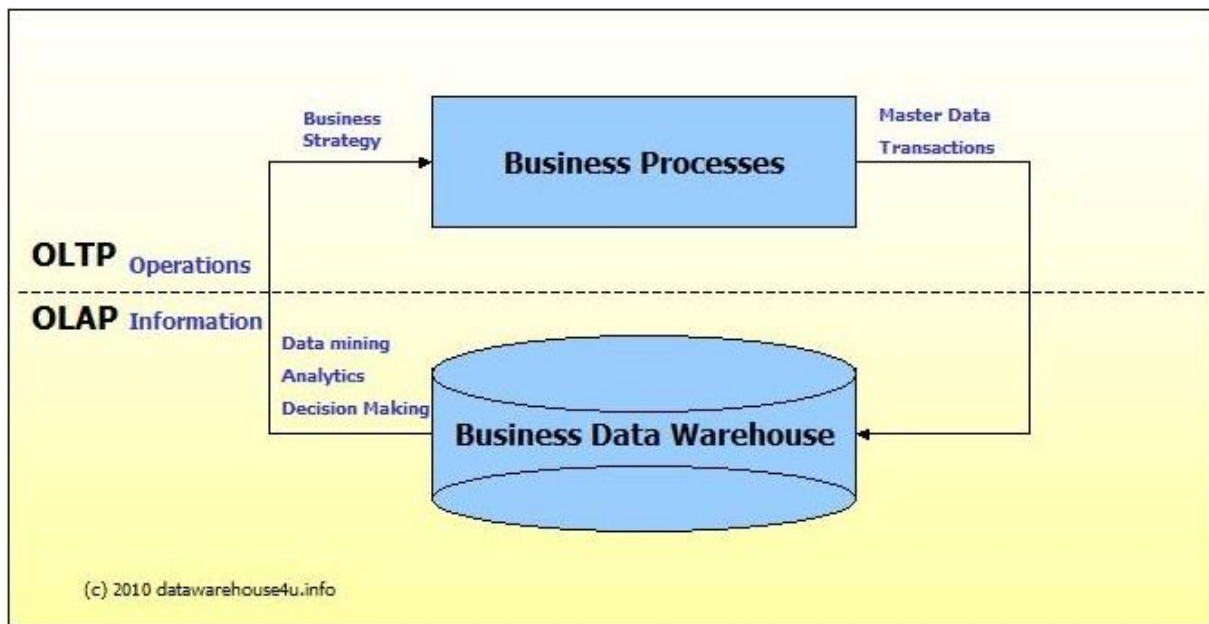 Business
Strategy
Business Processes
Master Data
Transactions
OLTP Operations
OLAP Information
Data mining
Analytics
Decision Making
Business Data Warehouse
(c) 2010 datawarehouse4u.info